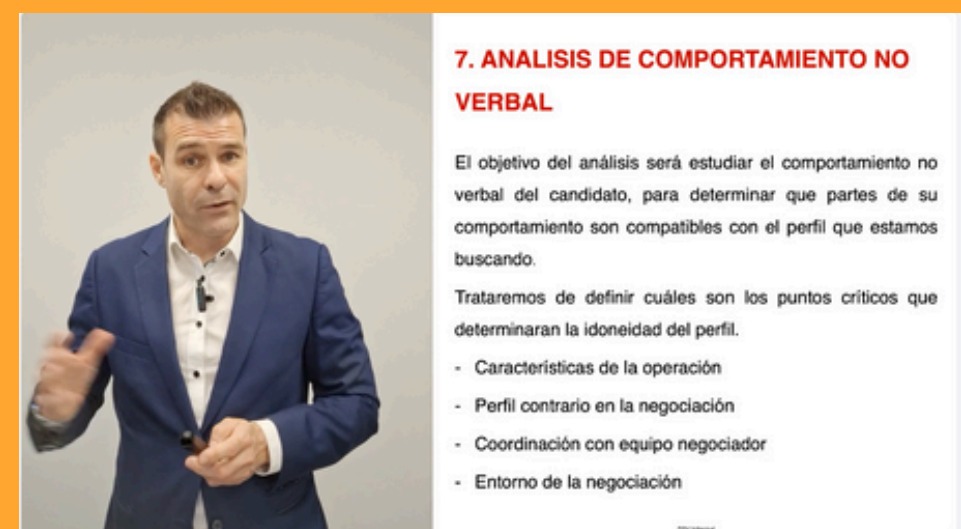 7. ANALISIS DE COMPORTAMIENTO NO
VERBAL
El objetivo del análisis será estudiar el comportamiento no
verbal del candidato, para determinar que partes de su
comportamiento son compatibles con el perfil que estamos
buscando.
Trataremos de definir cuáles son los puntos críticos que
determinaran la idoneidad del perfil.
- Características de la operación
- Perfil contrario en la negociación
- Coordinación con equipo negociador
- Entorno de la negociación